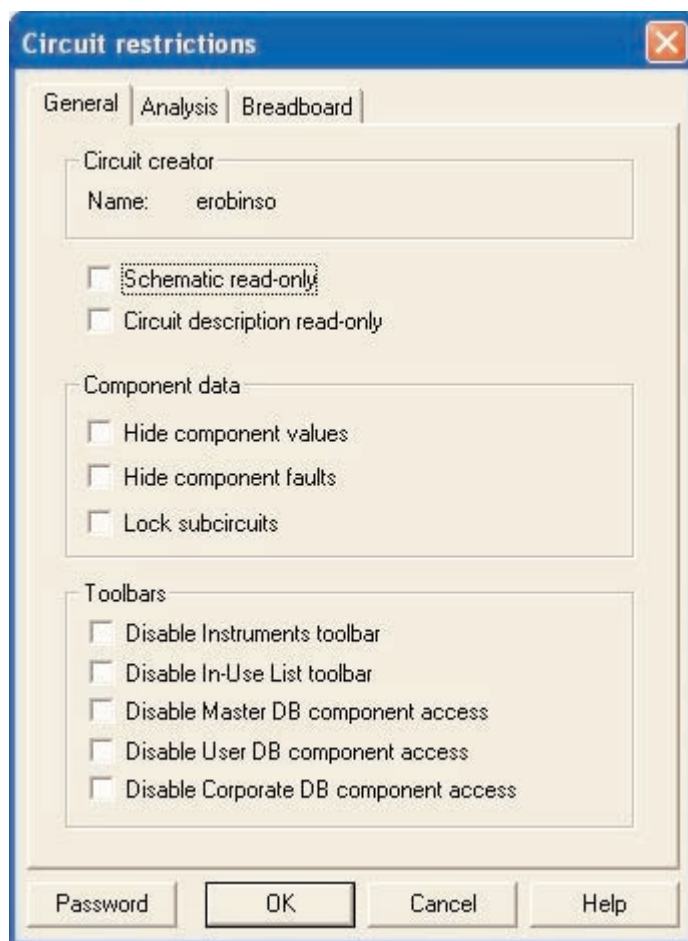 Circuit restrictions
General Analysis Breadboard
Circuit creator
Name: erobinso
Schematic read-only
Circuit description read-only
Component data
Hide component values
Hide component faults
Lock subcircuits
Toolbars
Disable Instruments toolbar
Disable In-Use List toolbar
Disable Master DB component access
Disable User DB component access
Disable Corporate DB component access
Password OK Cancel Help